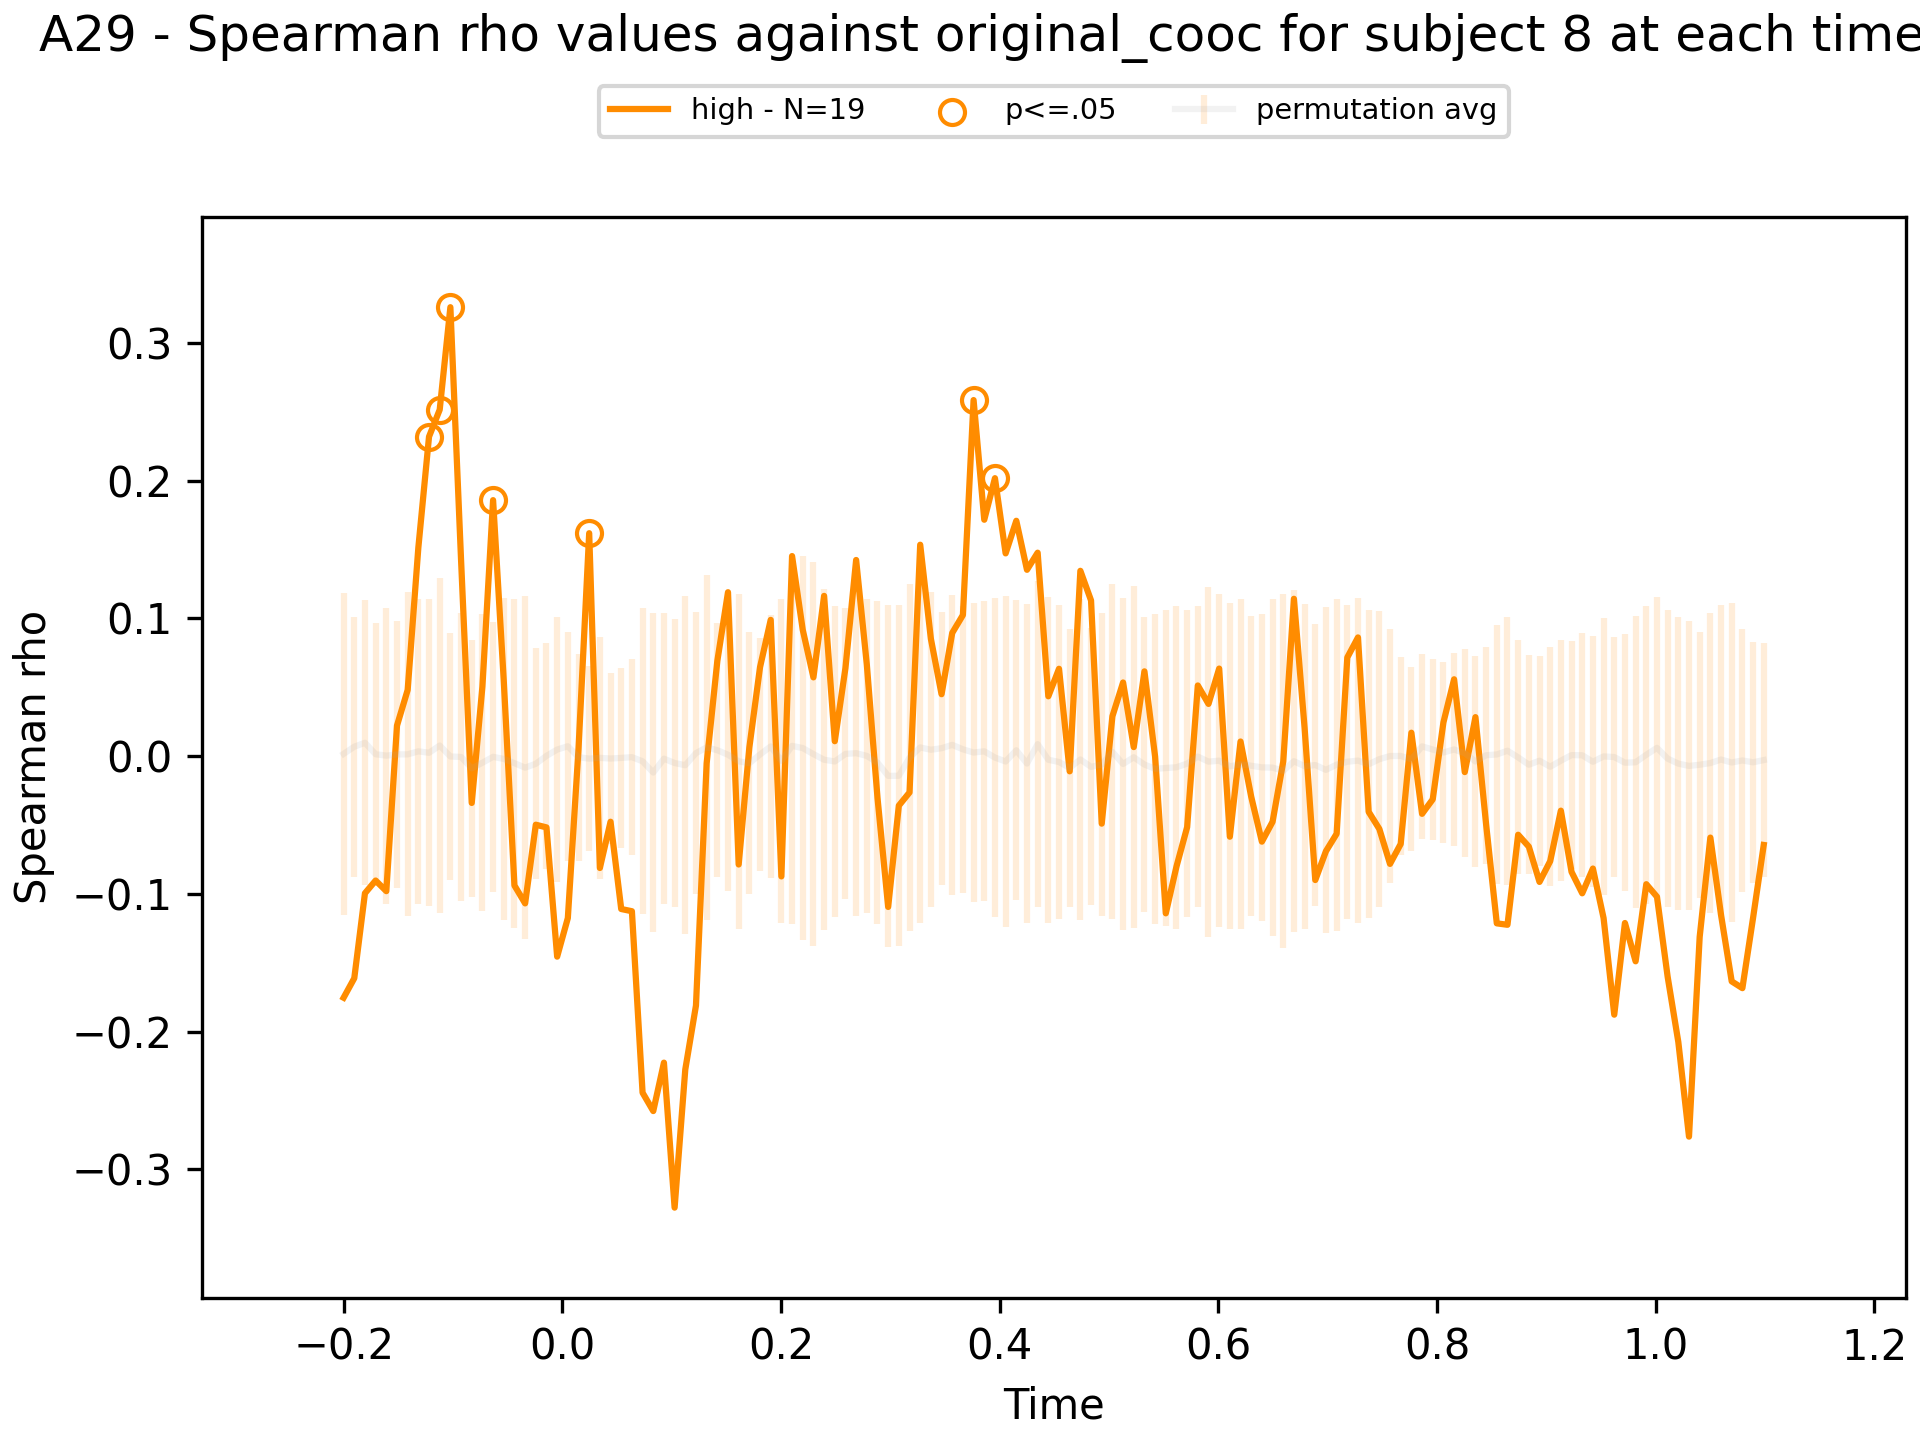 A29 - Spearman rho values against original_cooc for subject 8 at each time
high - N=19 p<=.05 permutation avg
0.3
0.2
0.1
0.0
−0.1
−0.2
−0.3
Spearman rho
−0.2 0.0 0.2 0.4 0.6 0.8 1.0 1.2
Time